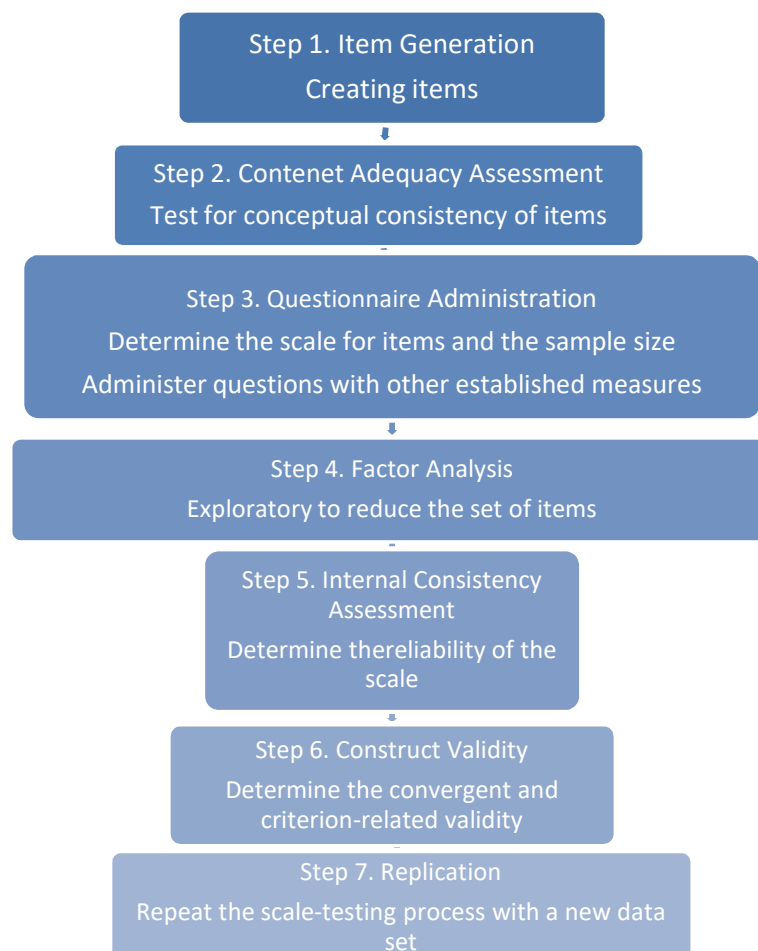 Step 1. Item Generation
Creating items
Step 2. Contenet Adequacy Assessment
Test for conceptual consistency of items
Step 3. Questionnaire Administration
Determine the scale for items and the sample size
Administer questions with other established measures
Step 4. Factor Analysis
Exploratory to reduce the set of items
Step 5. Internal Consistency
Assessment
Determine thereliability of the
scale
Step 6. Construct Validity
Determine the convergent and
criterion-related validity
Step 7. Replication
Repeat the scale-testing process with a new data
set